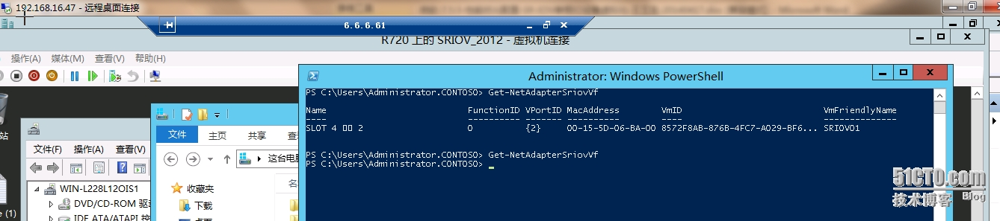 192.168.16.47 - 远程桌面连接
6.6.6.61
R720 上的 SRIOV_2012 - 虚拟机连接
操作(A) 媒体(M) 查看(V) 帮助(H)
Administrator: Windows PowerShell
PS C:\Users\Administrator.CONTOSO> Get-NetAdapterSriovVf
Name FunctionID VPortID MacAddress VmID VmFriendlyName
---- ---------- ------- ---------- ---- --------------
SLOT 4 2 0 {2} 00-15-5D-06-BA-00 8572F8AB-876B-4FC7-A029-BF6... SRIOV01
PS C:\Users\Administrator.CONTOSO> Get-NetAdapterSriovVf
PS C:\Users\Administrator.CONTOSO> _
站
文件(F) 操作(A) 查看(V)
WIN-L228L12OIS1
DVD/CD-ROM 驱动
IDE ATA/ATAPI 控
e (1)
文件 主页 共享 查
这台电脑
收藏夹
下载
桌面
名
51CTO.com
技术博客 Blog